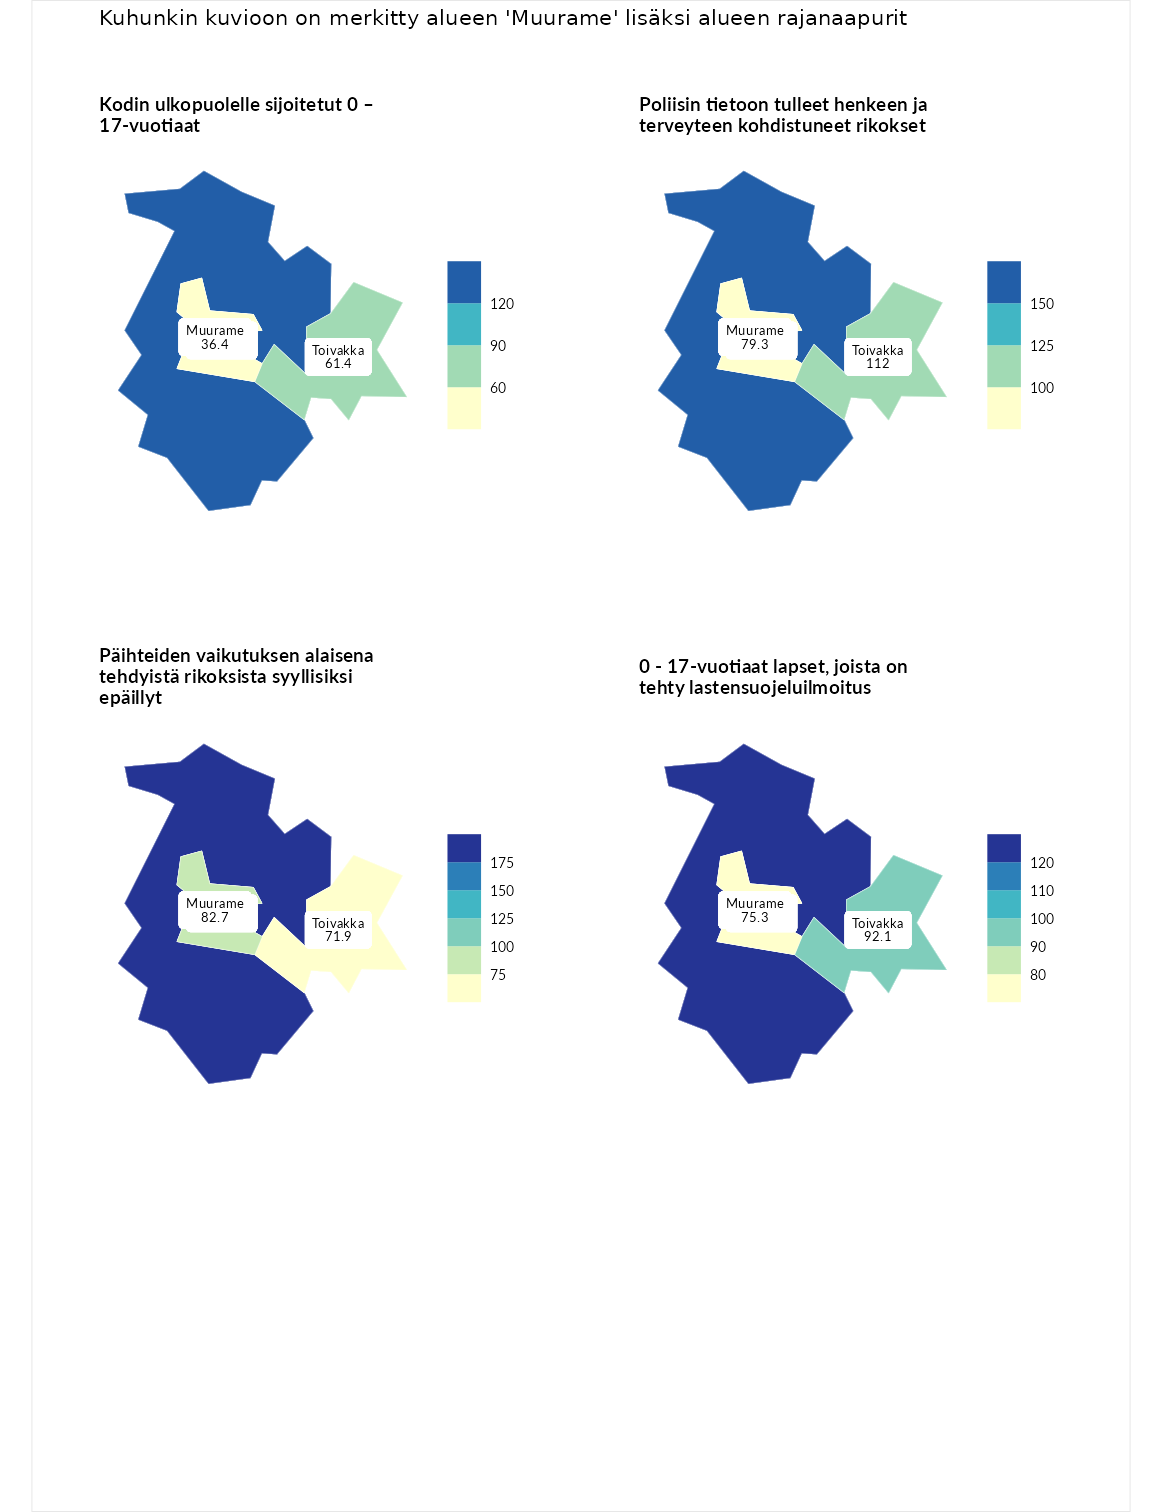 Kuhunkin kuvioon on merkitty alueen 'Muurame' lisäksi alueen rajanaapurit
Kodin ulkopuolelle sijoitetut 0 –
17-vuotiaat
Muurame
36.4
Toivakka
61.4
120
90
60
Poliisin tietoon tulleet henkeen ja
terveyteen kohdistuneet rikokset
Muurame
79.3
Toivakka
112
150
125
100
Päihteiden vaikutuksen alaisena
tehdyistä rikoksista syyllisiksi
epäillyt
Muurame
82.7
Toivakka
71.9
175
150
125
100
75
0 - 17-vuotiaat lapset, joista on
tehty lastensuojeluilmoitus
Muurame
75.3
Toivakka
92.1
120
110
100
90
80